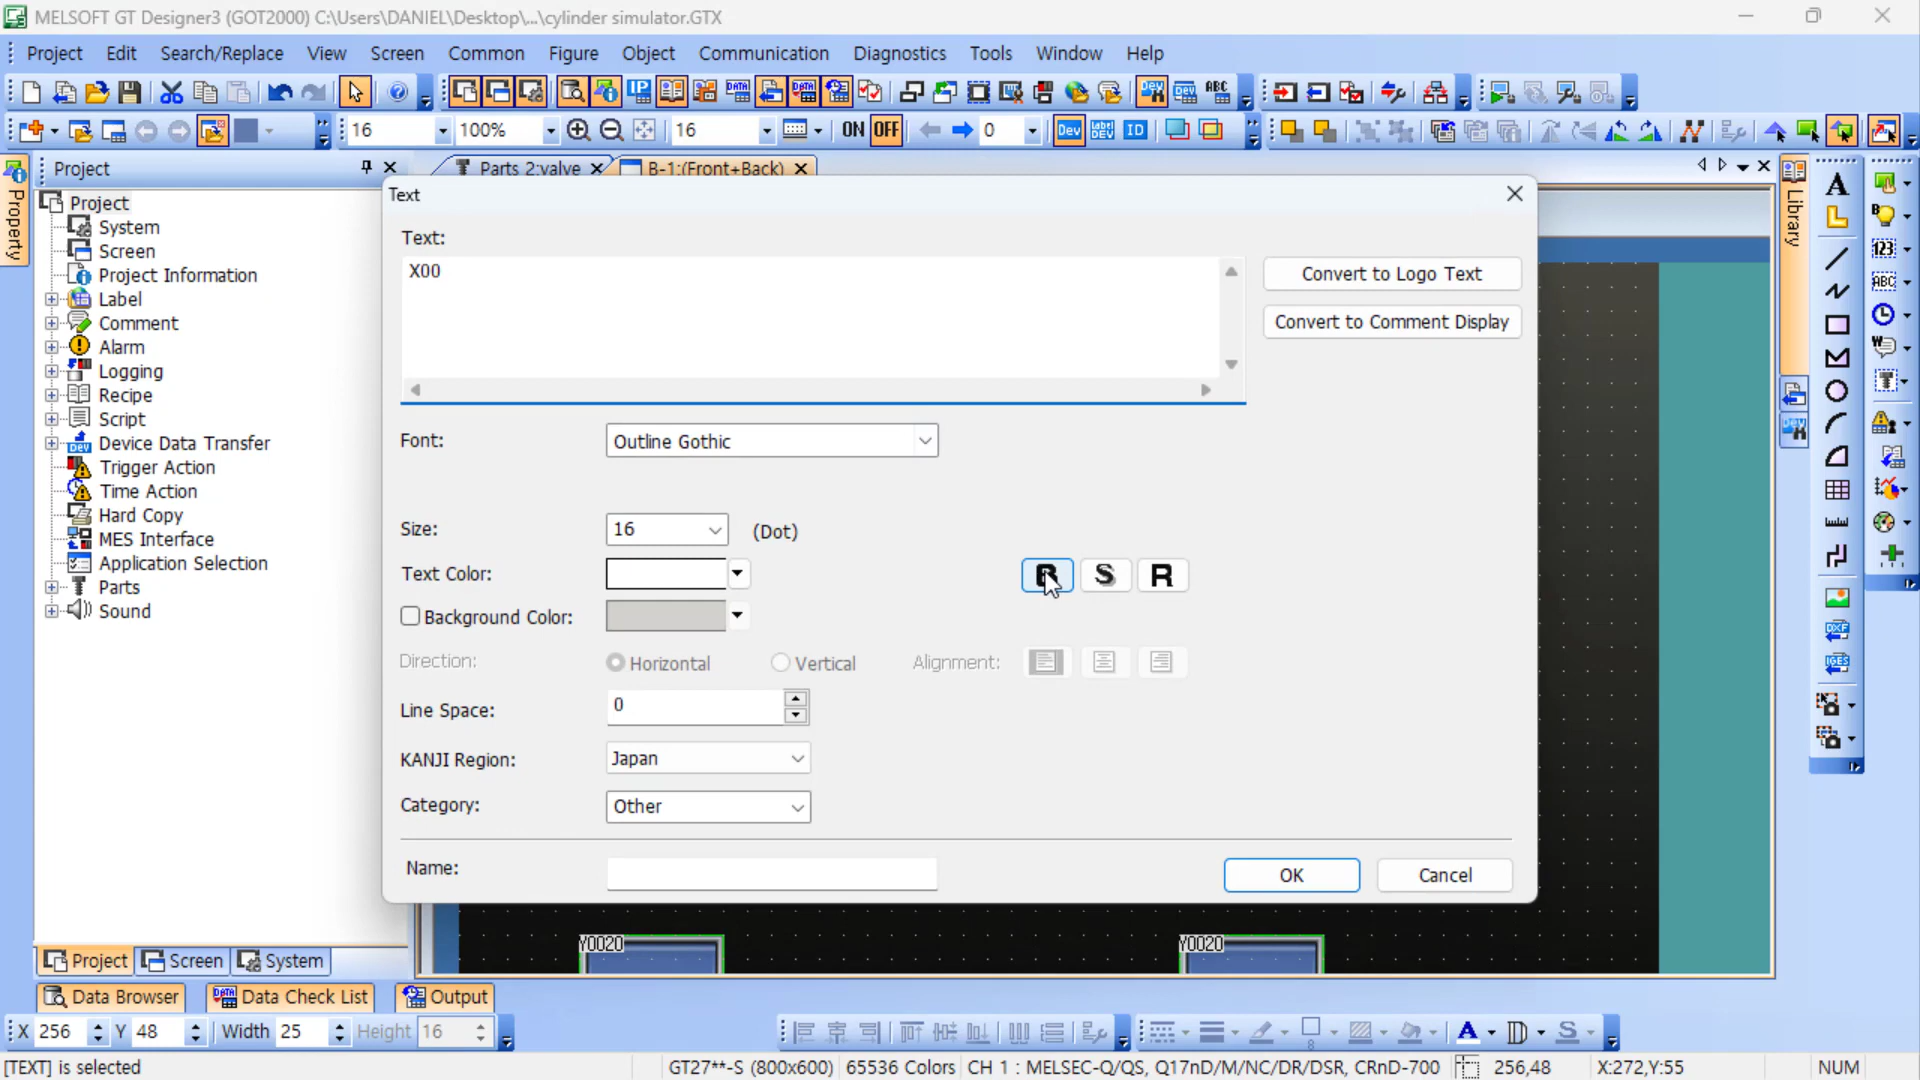 MELSOFT GT Designer3 (GOT2000) C:\Users\DANIEL\Desktop\...\cylinder simulator.GTX
Project Edit Search/Replace View Screen Common Figure Object Communication Diagnostics Tools Window Help
16 100% 16 ON OFF 0 Dev ID
Property
Project
Parts 2:valve
B-1:(Front+Back)
Library
Project
System
Screen
Project Information
Label
Comment
Alarm
Logging
Recipe
Script
Device Data Transfer
Trigger Action
Time Action
Hard Copy
MES Interface
Application Selection
Parts
Sound
Text
Text:
X00
Convert to Logo Text
Convert to Comment Display
Font: Outline Gothic
Size: 16 (Dot)
Text Color: B S R
Background Color:
Direction: Horizontal Vertical Alignment:
Line Space: 0
KANJI Region: Japan
Category: Other
Name:
OK Cancel
Y0020 Y0020
Project Screen System
Data Browser Data Check List Output
X 256 Y 48 Width 25 Height 16
[TEXT] is selected
GT27**-S (800x600) 65536 Colors CH 1 : MELSEC-Q/QS, Q17nD/M/NC/DR/DSR, CRnD-700 256,48 X:272,Y:55 NUM